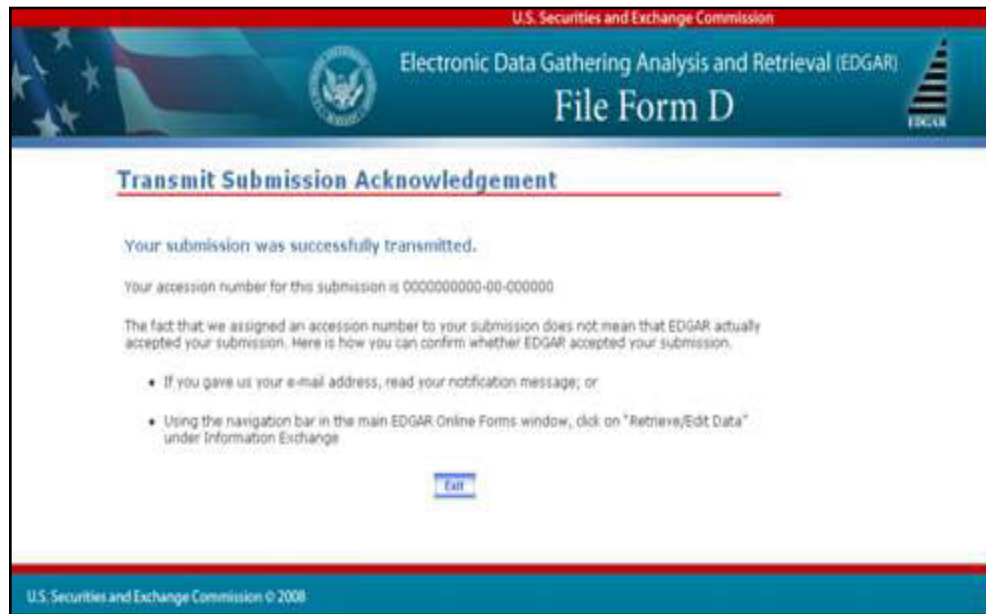 U.S. Securities and Exchange Commission
Electronic Data Gathering Analysis and Retrieval (EDGAR)
File Form D
EDGAR
Transmit Submission Acknowledgement
Your submission was successfully transmitted.
Your accession number for this submission is 0000000000-00-000000
The fact that we assigned an accession number to your submission does not mean that EDGAR actually
accepted your submission. Here is how you can confirm whether EDGAR accepted your submission.
• If you gave us your e-mail address, read your notification message; or
• Using the navigation bar in the main EDGAR Online Forms window, click on "Retrieve/Edit Data"
under Information Exchange
Exit
U.S. Securities and Exchange Commission © 2008